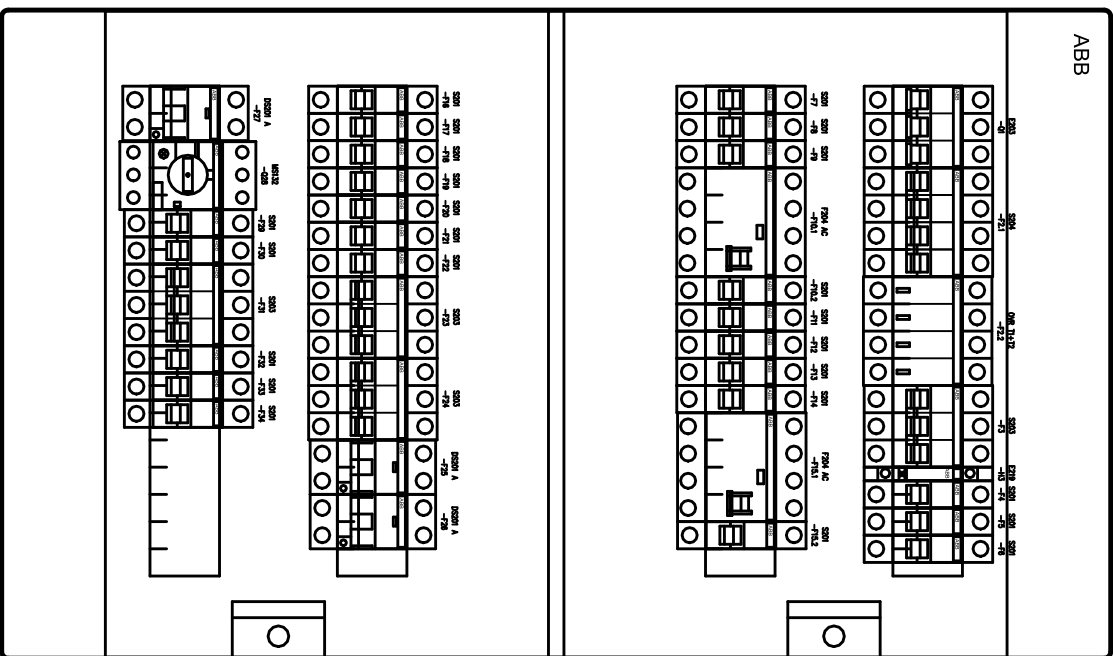 ABB
E203
-Q1
S204
-F2.1
OVR T1+T2
-F2.2
S203
-F3
E219
-H3
S201
-F4
S201
-F5
S201
-F6
S201
-F7
S201
-F8
S201
-F9
F204 AC
-F10.1
S201
-F10.2
S201
-F11
S201
-F12
S201
-F13
S201
-F14
F204 AC
-F15.1
S201
-F15.2
S201
-F16
S201
-F17
S201
-F18
S201
-F19
S201
-F20
S201
-F21
S201
-F22
S203
-F23
S203
-F24
DS201 A
-F25
DS201 A
-F26
DS201 A
-F27
MS132
-Q28
S201
-F29
S201
-F30
S203
-F31
S201
-F32
S201
-F33
S201
-F34